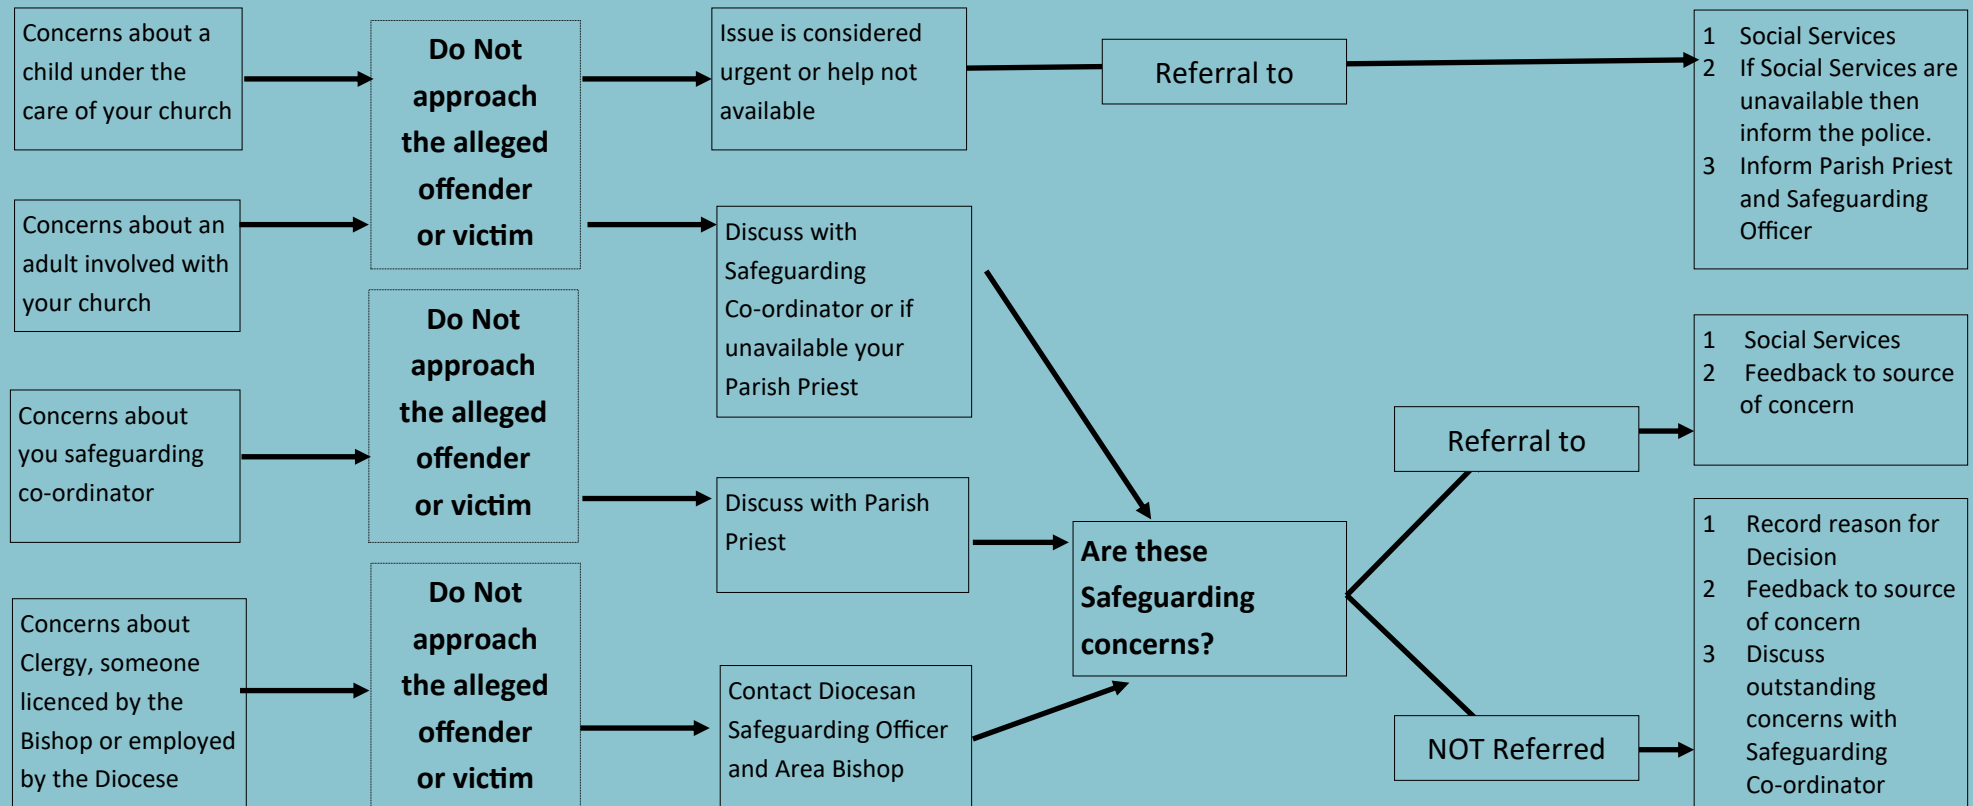 Concerns about a
child under the
care of your church
Concerns about an
adult involved with
your church
Concerns about
you safeguarding
co-ordinator
Concerns about
Clergy, someone
licenced by the
Bishop or employed
by the Diocese
Do Not
approach
the alleged
offender
or victim
Do Not
approach
the alleged
offender
or victim
Do Not
approach
the alleged
offender
or victim
Issue is considered
urgent or help not
available
Discuss with
Safeguarding
Co-ordinator or if
unavailable your
Parish Priest
Discuss with Parish
Priest
Contact Diocesan
Safeguarding Officer
and Area Bishop
Referral to
Are these
Safeguarding
concerns?
Referral to
NOT Referred
1 Social Services
2 If Social Services are
unavailable then
inform the police.
3 Inform Parish Priest
and Safeguarding
Officer
1 Social Services
2 Feedback to source
of concern
1 Record reason for
Decision
2 Feedback to source
of concern
3 Discuss
outstanding
concerns with
Safeguarding
Co-ordinator